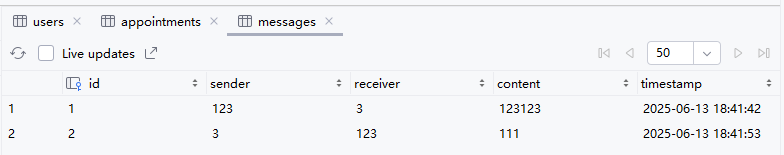 users appointments messages
Live updates 50
id sender receiver content timestamp
1 1 123 3 123123 2025-06-13 18:41:42
2 2 3 123 111 2025-06-13 18:41:53